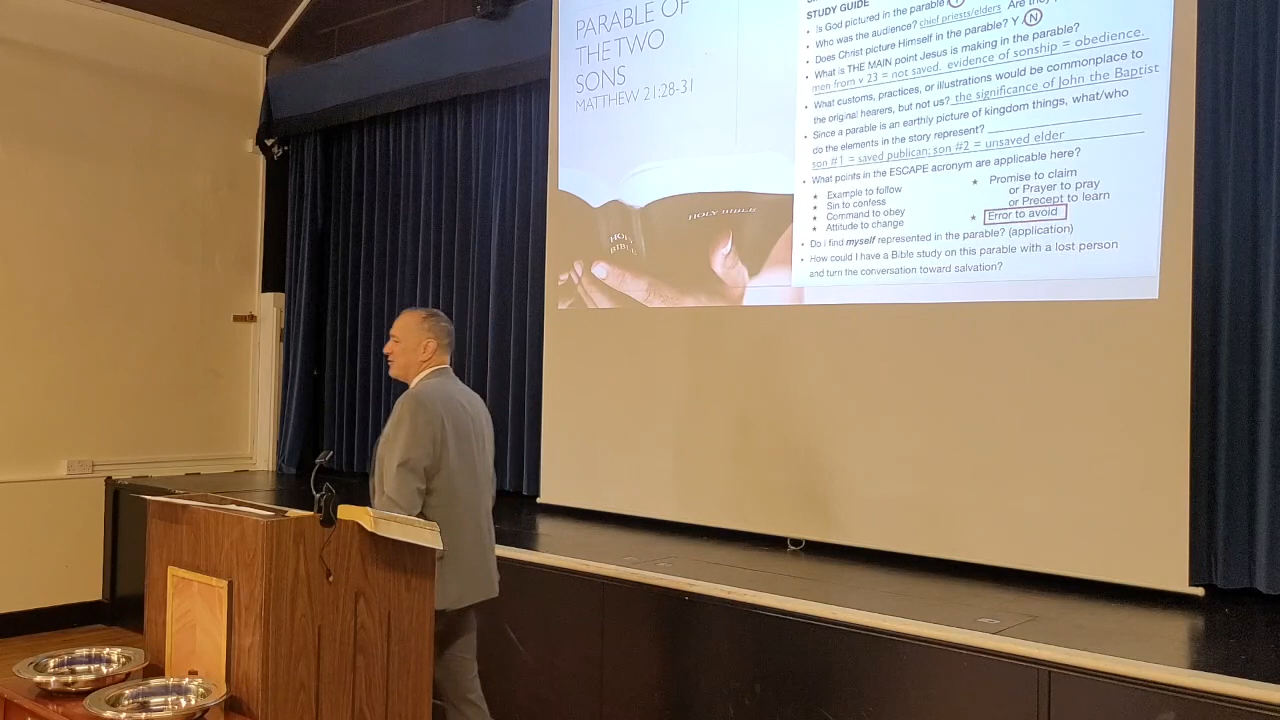 PARABLE OF
THE TWO
SONS
MATTHEW 21:28-31
HOLY BIBLE
HOLY
BIBLE
STUDY GUIDE
• Is God pictured in the parable Y
• Who was the audience? chief priests/elders Are they
• Does Christ picture Himself in the parable? Y N
• What is THE MAIN point Jesus is making in the parable?
men from v 23 = not saved. evidence of sonship = obedience.
• What customs, practices, or illustrations would be commonplace to
the original hearers, but not us? the significance of John the Baptist
• Since a parable is an earthly picture of kingdom things, what/who
do the elements in the story represent?
son #1 = saved publican; son #2 = unsaved elder
• What points in the ESCAPE acronym are applicable here?
★ Example to follow
★ Sin to confess
★ Command to obey
★ Attitude to change
★ Promise to claim
or Prayer to pray
or Precept to learn
★ Error to avoid
• Do I find myself represented in the parable? (application)
• How could I have a Bible study on this parable with a lost person
and turn the conversation toward salvation?